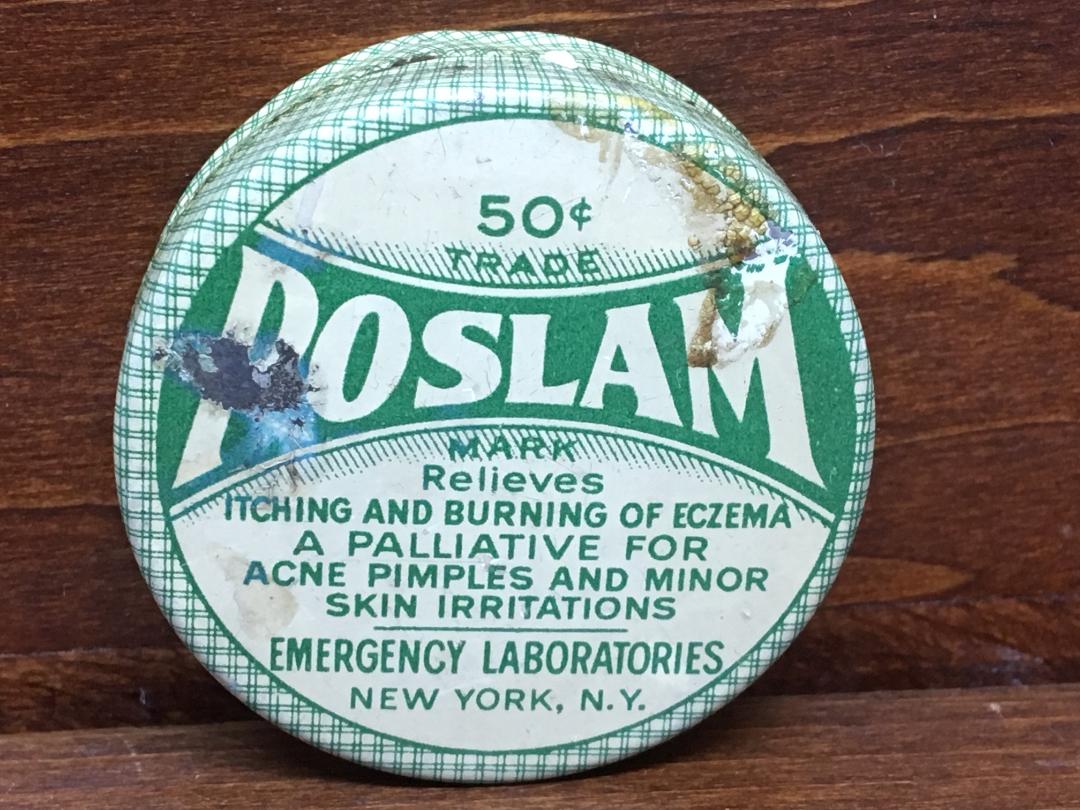 50¢
TRADE
POSLAM
MARK
Relieves
ITCHING AND BURNING OF ECZEMA
A PALLIATIVE FOR
ACNE PIMPLES AND MINOR
SKIN IRRITATIONS
EMERGENCY LABORATORIES
NEW YORK, N.Y.